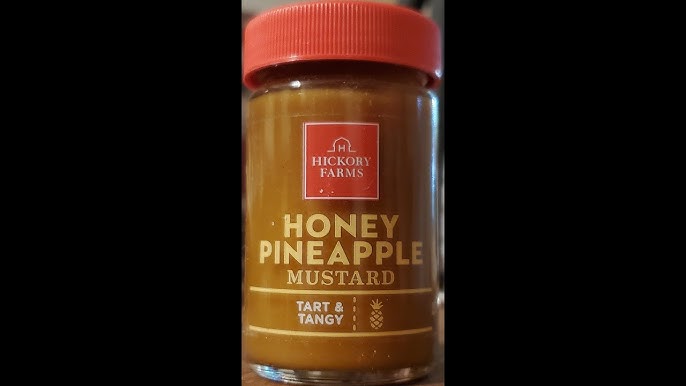 H
HICKORY
FARMS
HONEY
PINEAPPLE
MUSTARD
TART &
TANGY